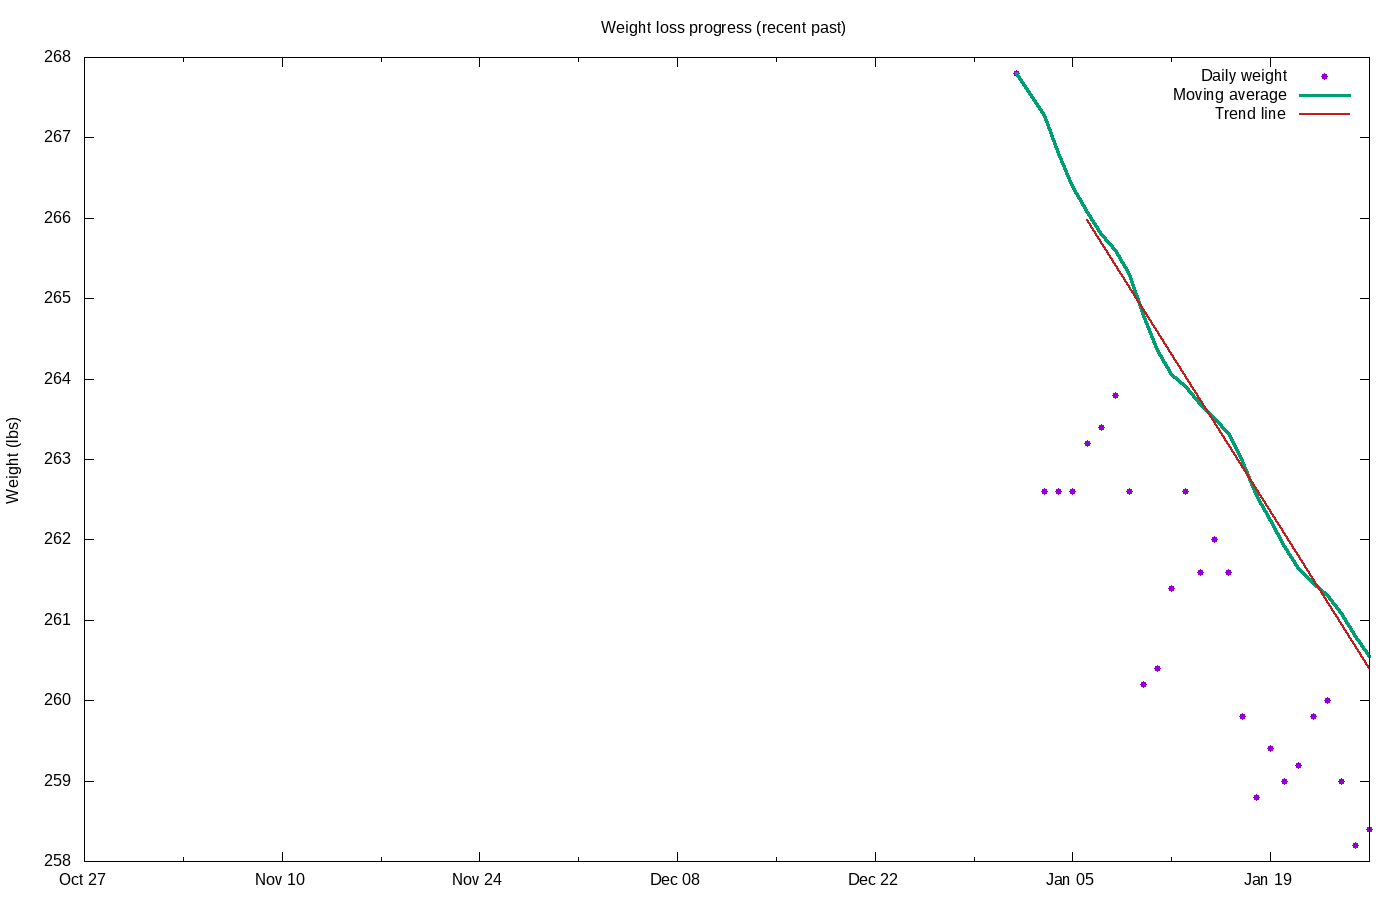 Weight loss progress (recent past)
268
267
266
265
264
263
262
261
260
259
258
Weight (lbs)
Daily weight
Moving average
Trend line
Oct 27
Nov 10
Nov 24
Dec 08
Dec 22
Jan 05
Jan 19